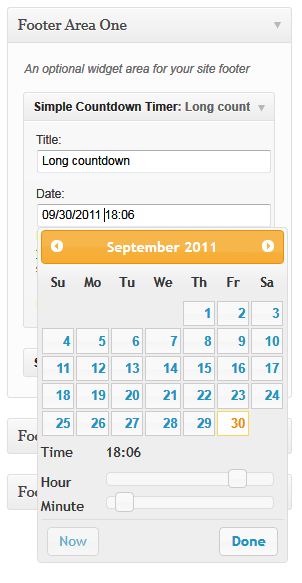 Footer Area One
An optional widget area for your site footer
Simple Countdown Timer: Long count
Title:
Long countdown
Date:
09/30/2011 18:06
September 2011
Su Mo Tu We Th Fr Sa
1 2 3
4 5 6 7 8 9 10
11 12 13 14 15 16 17
18 19 20 21 22 23 24
25 26 27 28 29 30
Time 18:06
Hour
Minute
Now Done